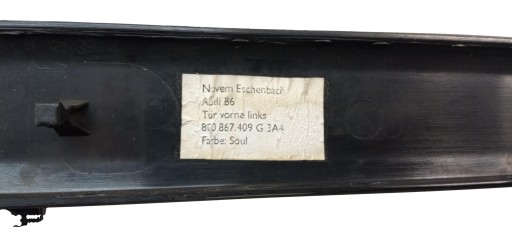 Novem Eschenbach
Audi B6
Tür vorne links
8E0.867.409 G 3A4
Farbe: Soul